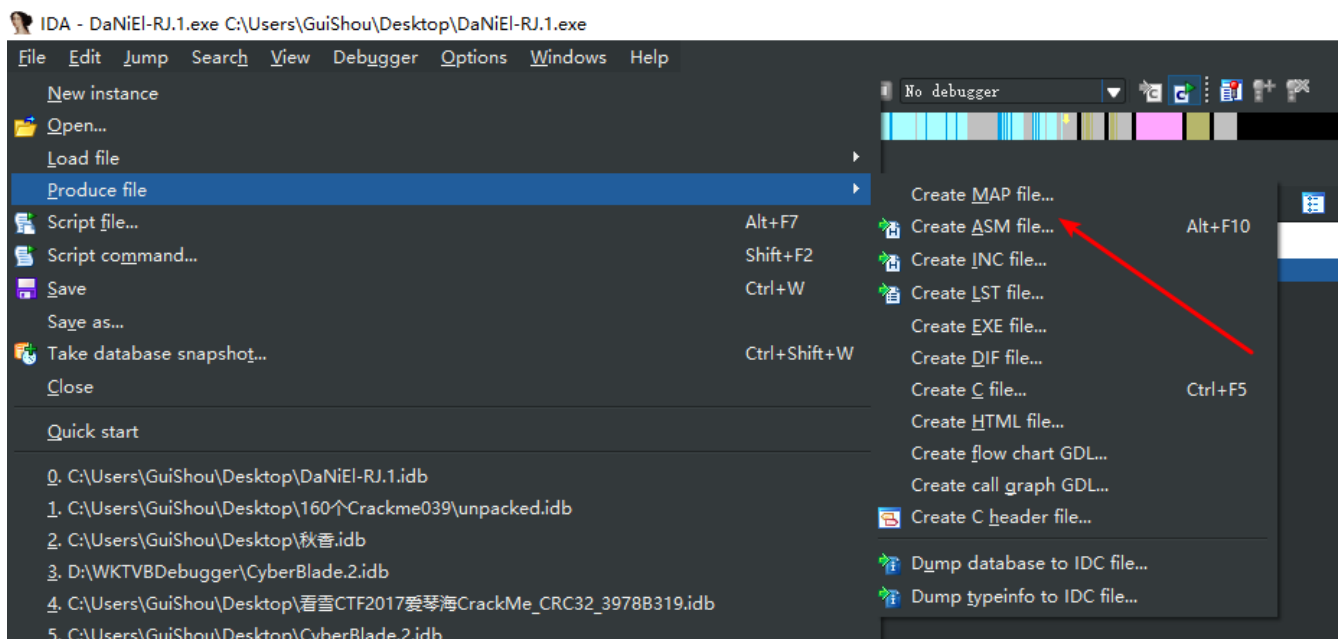 IDA - DaNiEl-RJ.1.exe C:\Users\GuiShou\Desktop\DaNiEl-RJ.1.exe
File Edit Jump Search View Debugger Options Windows Help
No debugger
New instance
Open...
Load file
Produce file
Script file... Alt+F7
Script command... Shift+F2
Save Ctrl+W
Save as...
Take database snapshot... Ctrl+Shift+W
Close
Quick start
0. C:\Users\GuiShou\Desktop\DaNiEl-RJ.1.idb
1. C:\Users\GuiShou\Desktop\160个Crackme039\unpacked.idb
2. C:\Users\GuiShou\Desktop\秋香.idb
3. D:\WKTVBDebugger\CyberBlade.2.idb
4. C:\Users\GuiShou\Desktop\看雪CTF2017爱琴海CrackMe_CRC32_3978B319.idb
5. C:\Users\GuiShou\Desktop\CyberBlade.2.idb
Create MAP file...
Create ASM file... Alt+F10
Create INC file...
Create LST file...
Create EXE file...
Create DIF file...
Create C file... Ctrl+F5
Create HTML file...
Create flow chart GDL...
Create call graph GDL...
Create C header file...
Dump database to IDC file...
Dump typeinfo to IDC file...